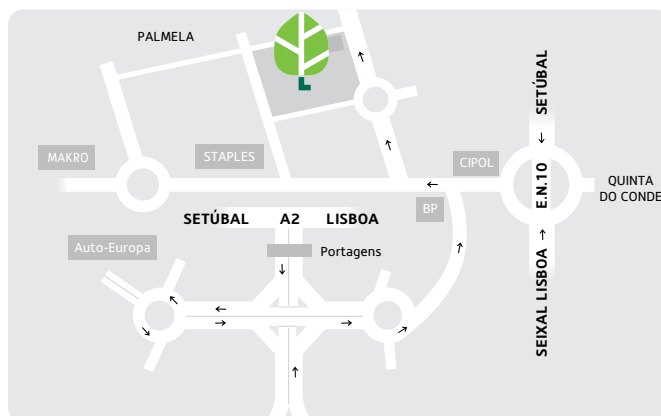 PALMELA
SETÚBAL
MAKRO
STAPLES
CIPOL
E.N.10
QUINTA
DO CONDE
BP
SETÚBAL A2 LISBOA
Auto-Europa
Portagens
SEIXAL LISBOA